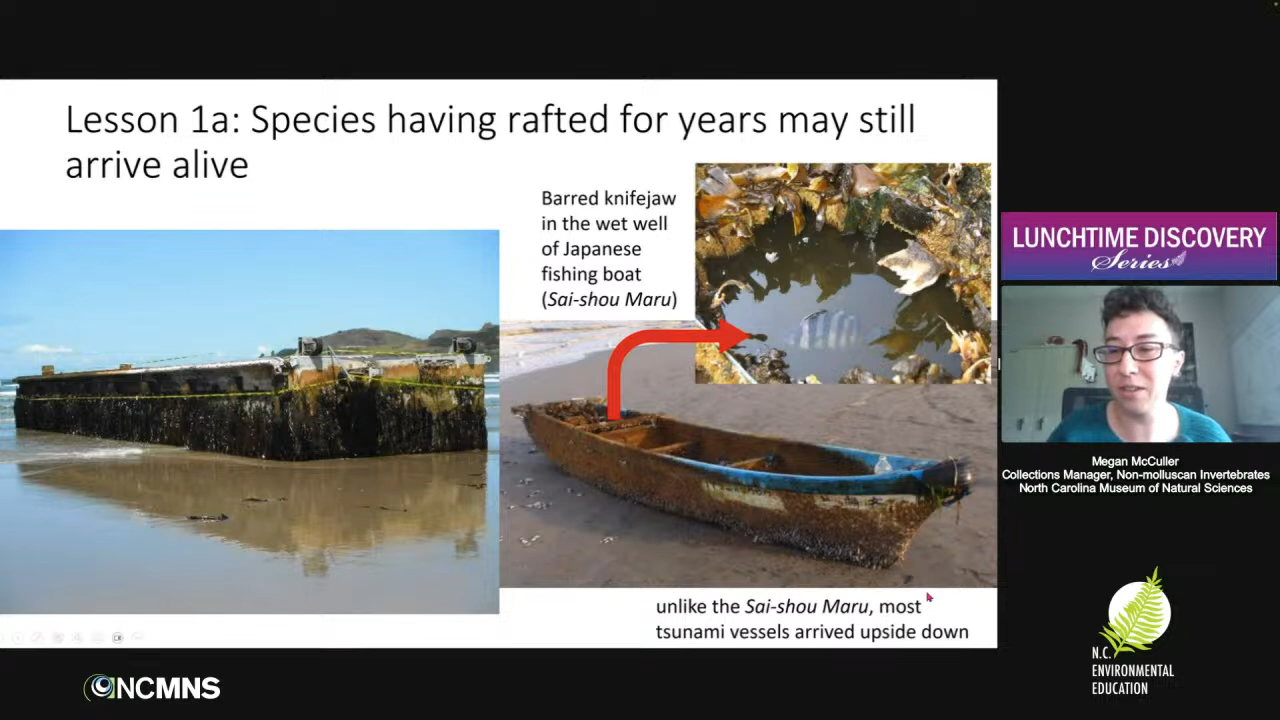 Lesson 1a: Species having rafted for years may still
arrive alive
Barred knifejaw
in the wet well
of Japanese
fishing boat
(Sai-shou Maru)
unlike the Sai-shou Maru, most
tsunami vessels arrived upside down
LUNCHTIME DISCOVERY
Series
Megan McCuller
Collections Manager, Non-molluscan Invertebrates
North Carolina Museum of Natural Sciences
N.C.
ENVIRONMENTAL
EDUCATION
NCMNS